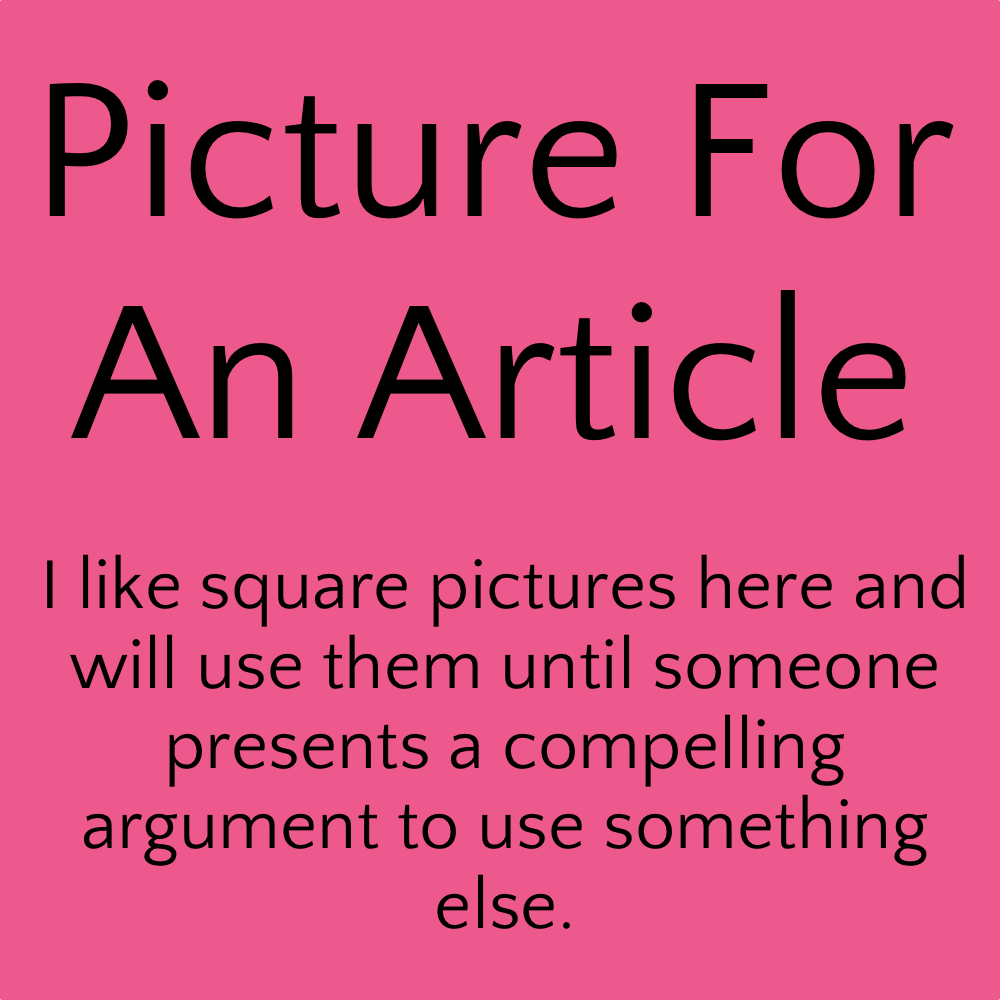 Picture For
An Article
I like square pictures here and
will use them until someone
presents a compelling
argument to use something
else.